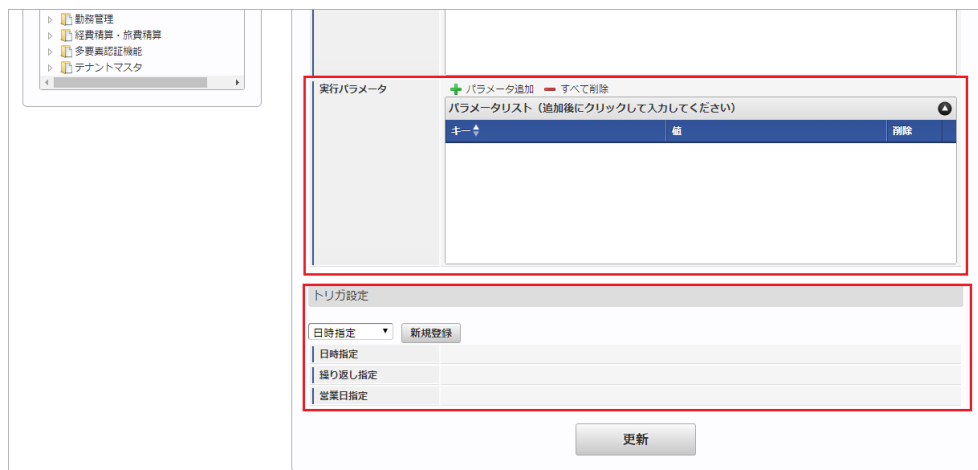 勤務管理
経費精算・旅費精算
多要素認証機能
テナントマスタ
実行パラメータ
パラメータ追加 すべて削除
パラメータリスト（追加後にクリックして入力してください）
キー 値 削除
トリガ設定
日時指定 新規登録
日時指定
繰り返し指定
営業日指定
更新